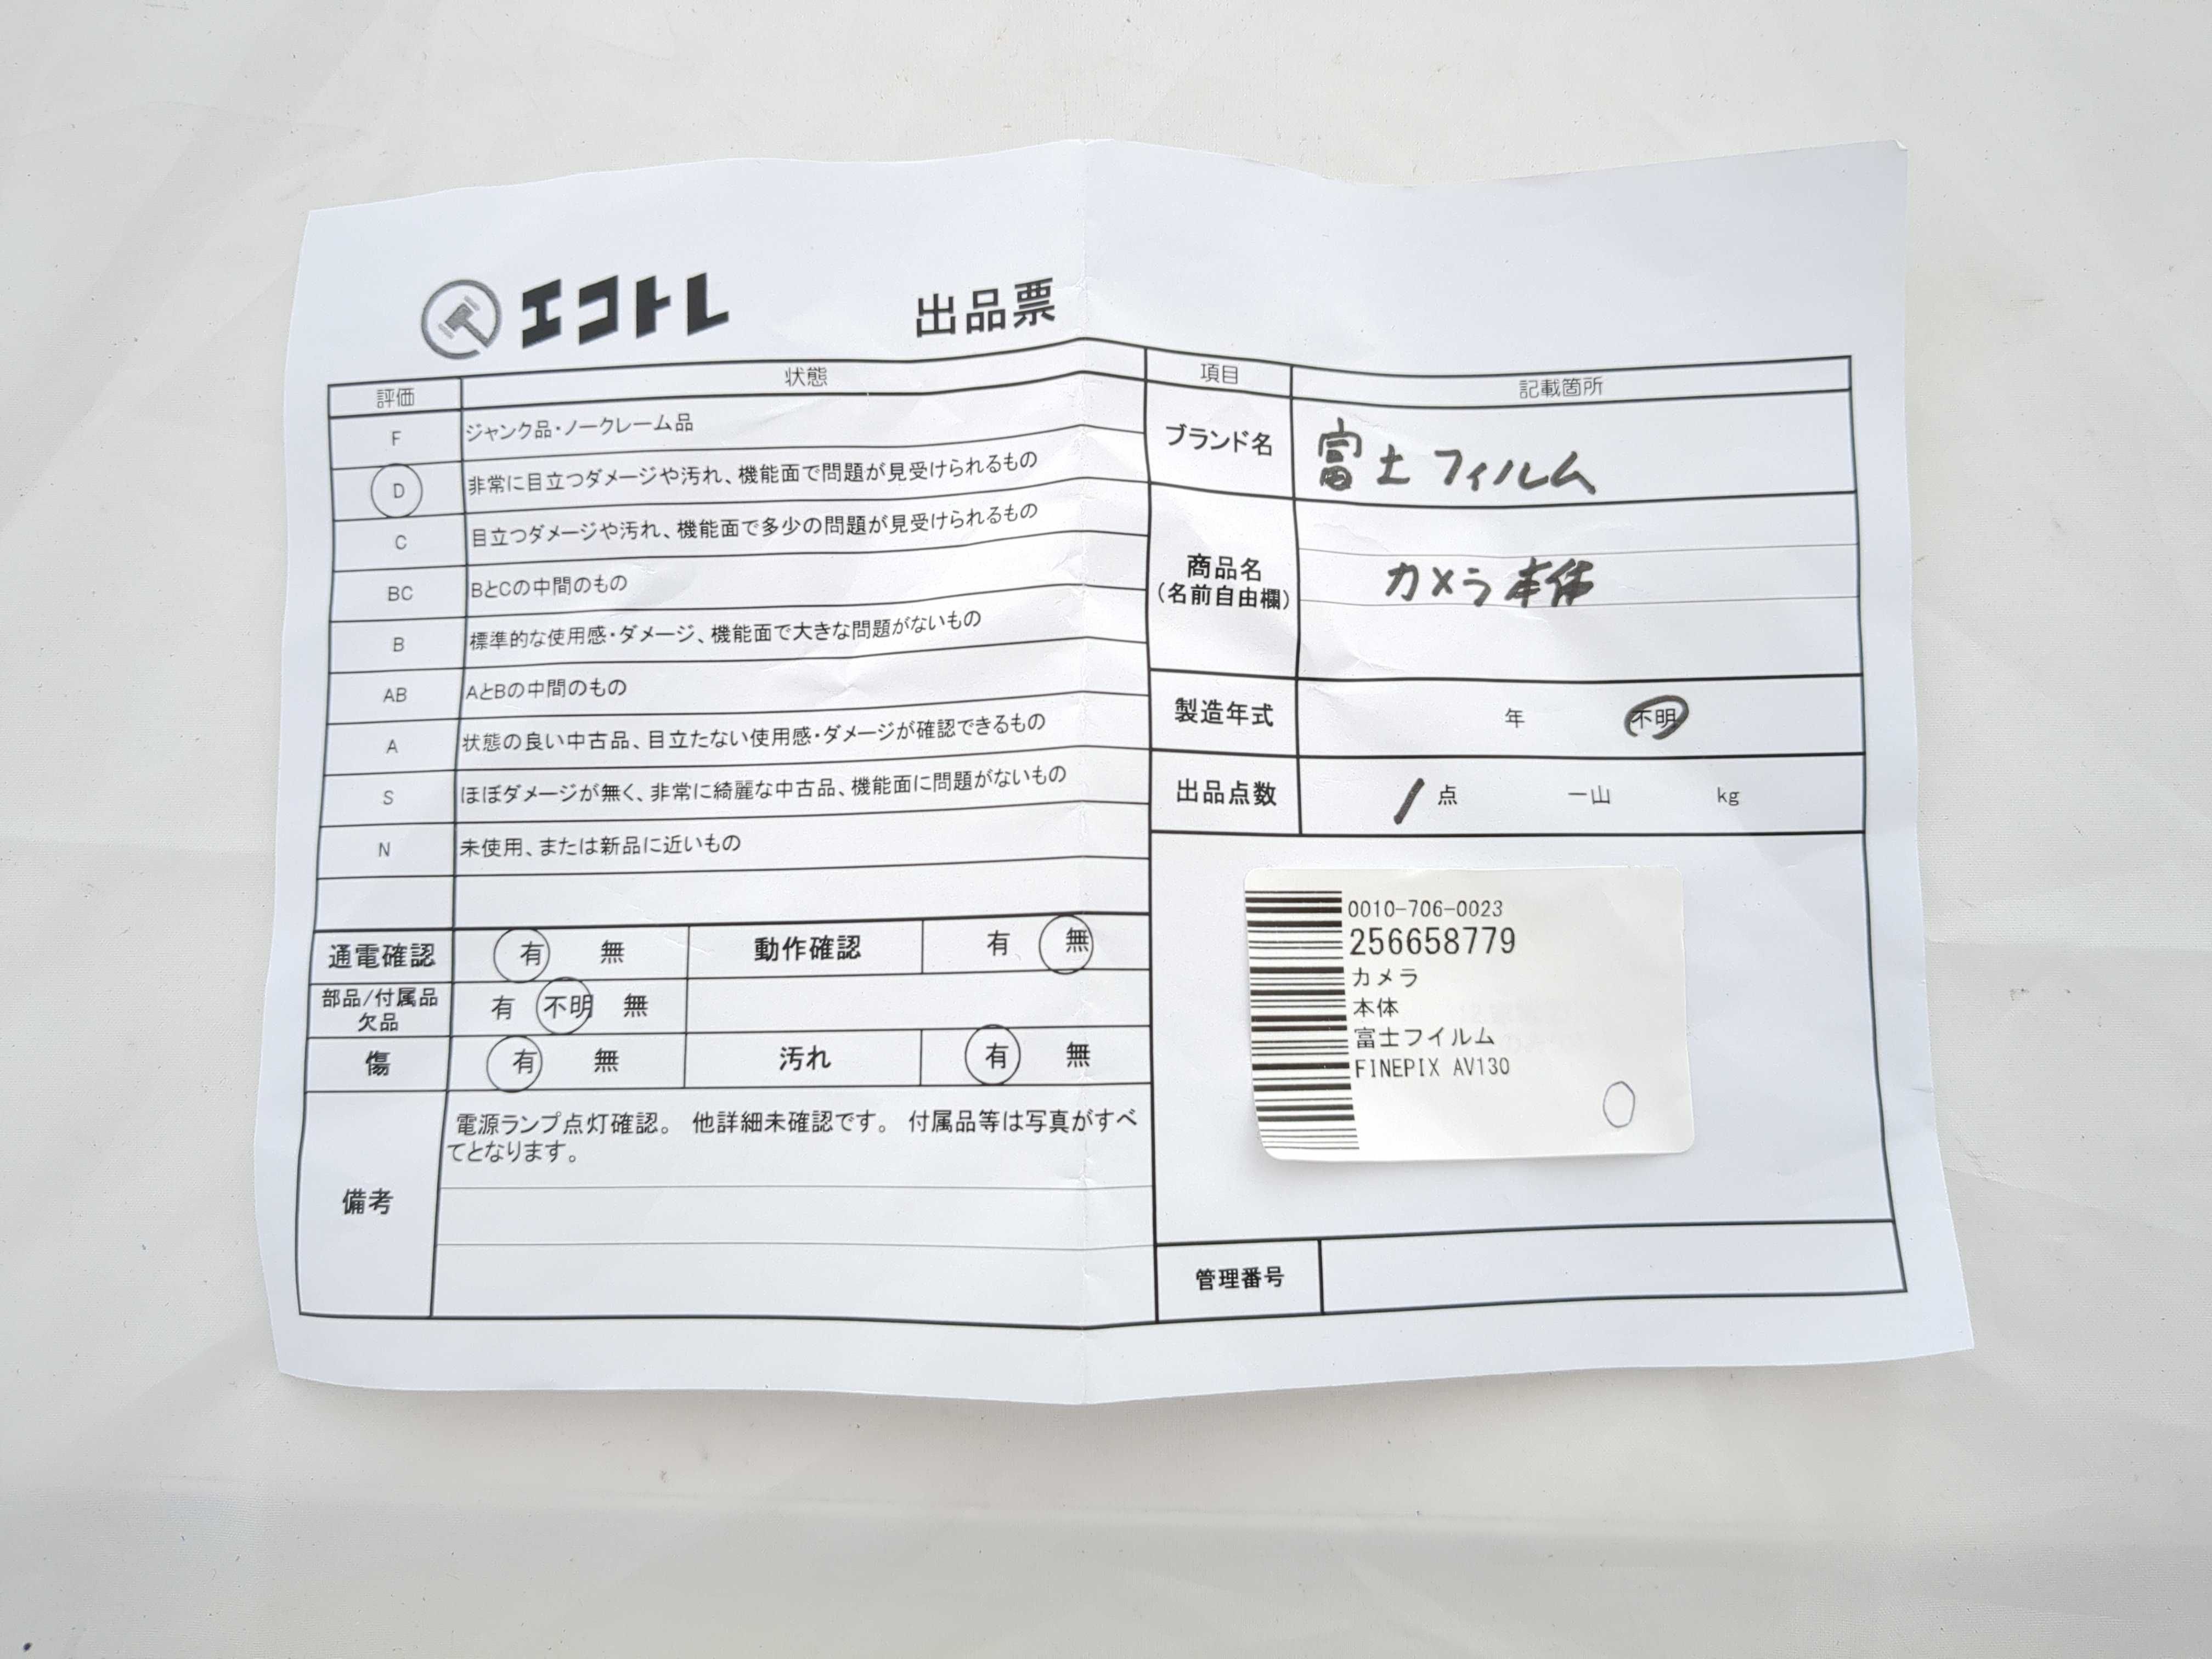 エコトレ 出品票
評価 状態
F ジャンク品・ノークレーム品
D 非常に目立つダメージや汚れ、機能面で問題が見受けられるもの
C 目立つダメージや汚れ、機能面で多少の問題が見受けられるもの
BC BとCの中間のもの
B 標準的な使用感・ダメージ、機能面で大きな問題がないもの
AB AとBの中間のもの
A 状態の良い中古品、目立たない使用感・ダメージが確認できるもの
S ほぼダメージが無く、非常に綺麗な中古品、機能面に問題がないもの
N 未使用、または新品に近いもの
通電確認 有 無 動作確認 有 無
部品/付属品
欠品 有 不明 無
傷 有 無 汚れ 有 無
備考
電源ランプ点灯確認。 他詳細未確認です。 付属品等は写真がすべ
てとなります。
項目 記載箇所
ブランド名 富士フィルム
商品名
(名前自由欄) カメラ本体
製造年式 年 不明
出品点数 1点 一山 kg
0010-706-0023
256658779
カメラ
本体
富士フイルム
FINEPIX AV130
管理番号